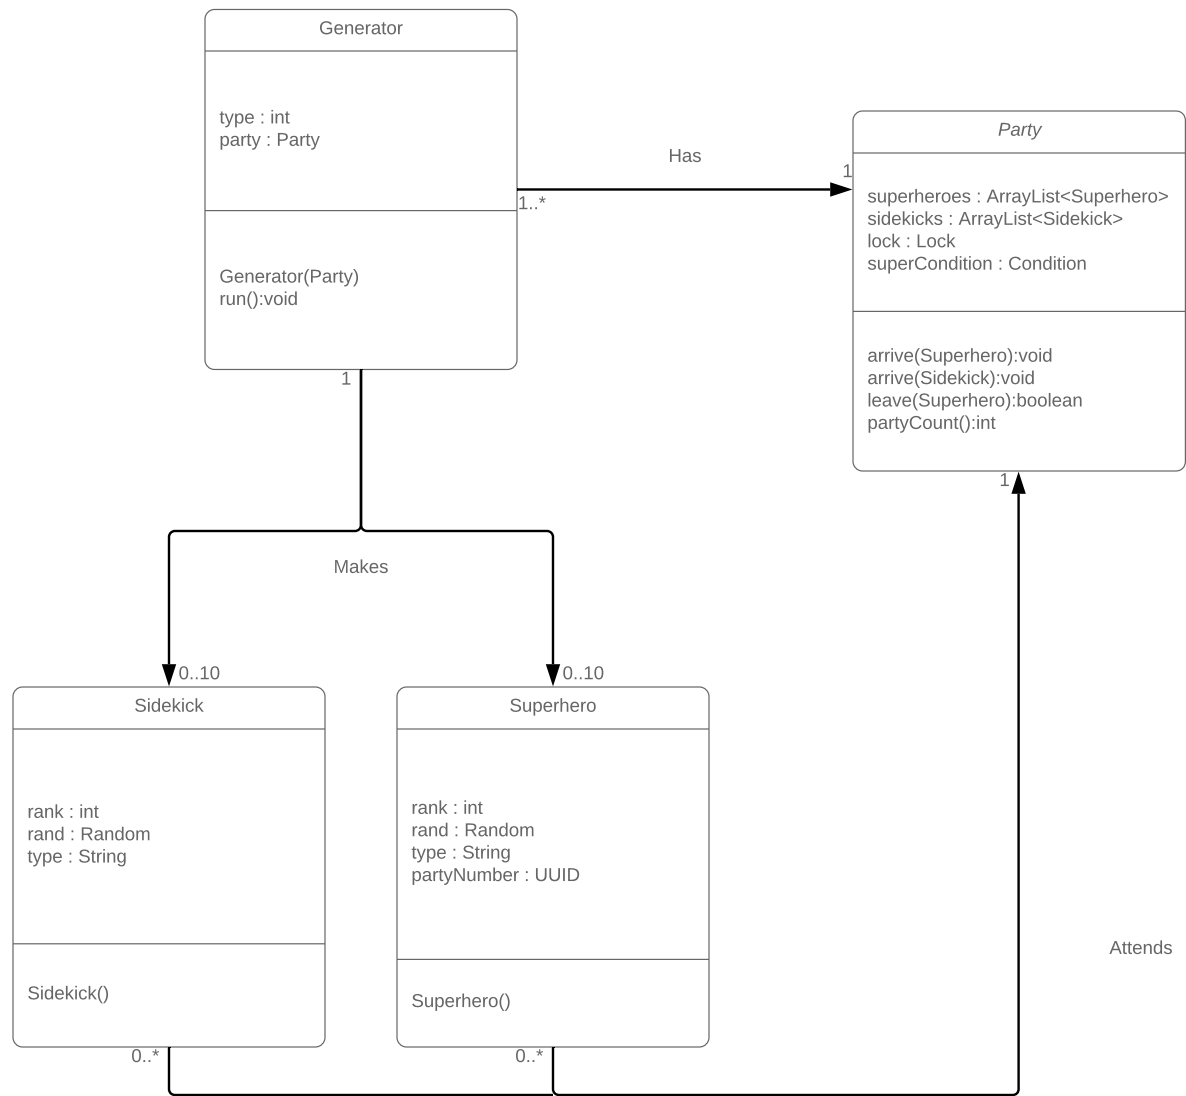 Generator
type : int
party : Party
Generator(Party)
run():void
Has
1
1..*
Party
superheroes : ArrayList<Superhero>
sidekicks : ArrayList<Sidekick>
lock : Lock
superCondition : Condition
arrive(Superhero):void
arrive(Sidekick):void
leave(Superhero):boolean
partyCount():int
1
1
Makes
0..10
0..10
Sidekick
rank : int
rand : Random
type : String
Sidekick()
0..*
Superhero
rank : int
rand : Random
type : String
partyNumber : UUID
Superhero()
0..*
Attends